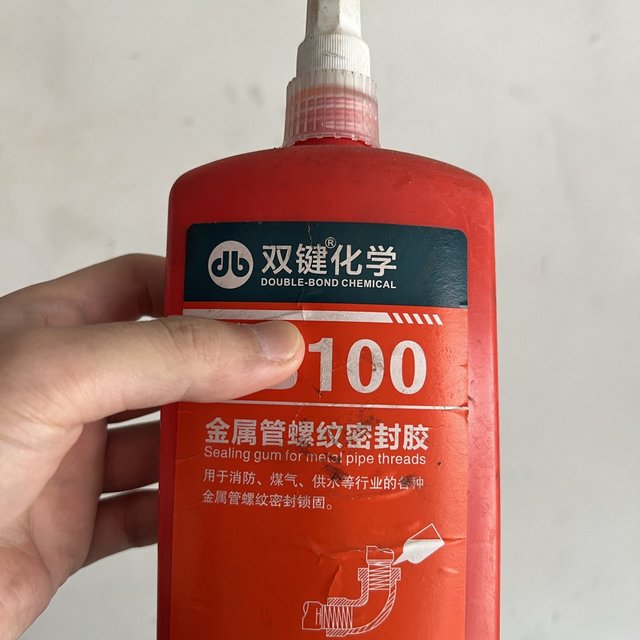 双键®化学
DOUBLE-BOND CHEMICAL
100
金属管螺纹密封胶
Sealing gum for metal pipe threads
用于消防、煤气、供水等行业的各种
金属管螺纹密封锁固。